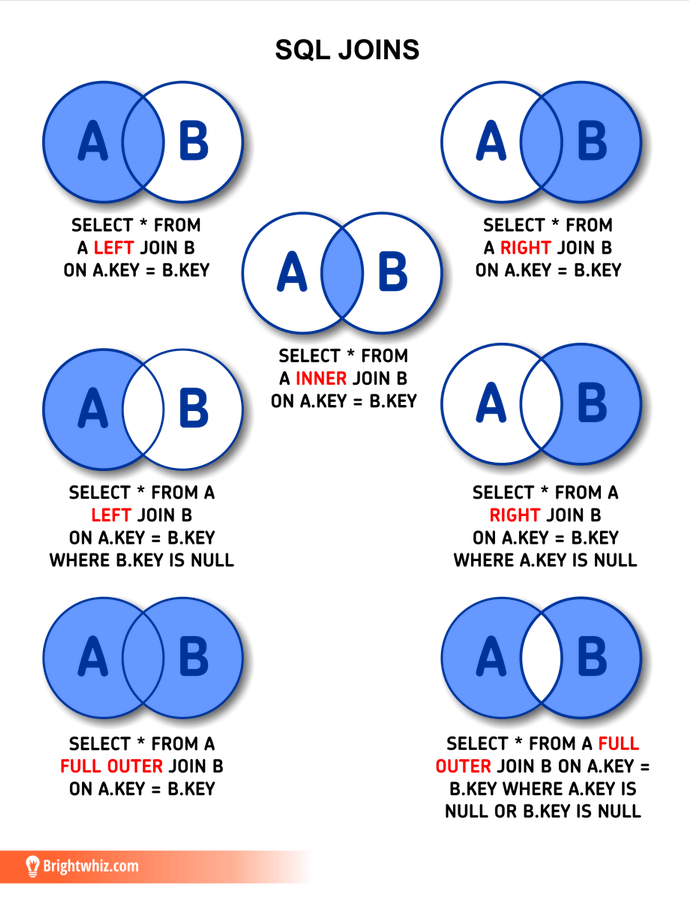 SQL JOINS
A B
SELECT * FROM
A LEFT JOIN B
ON A.KEY = B.KEY
A B
SELECT * FROM
A RIGHT JOIN B
ON A.KEY = B.KEY
A B
SELECT * FROM
A INNER JOIN B
ON A.KEY = B.KEY
A B
SELECT * FROM A
LEFT JOIN B
ON A.KEY = B.KEY
WHERE B.KEY IS NULL
A B
SELECT * FROM A
RIGHT JOIN B
ON A.KEY = B.KEY
WHERE A.KEY IS NULL
A B
SELECT * FROM A
FULL OUTER JOIN B
ON A.KEY = B.KEY
A B
SELECT * FROM A FULL
OUTER JOIN B ON A.KEY =
B.KEY WHERE A.KEY IS
NULL OR B.KEY IS NULL
Brightwhiz.com